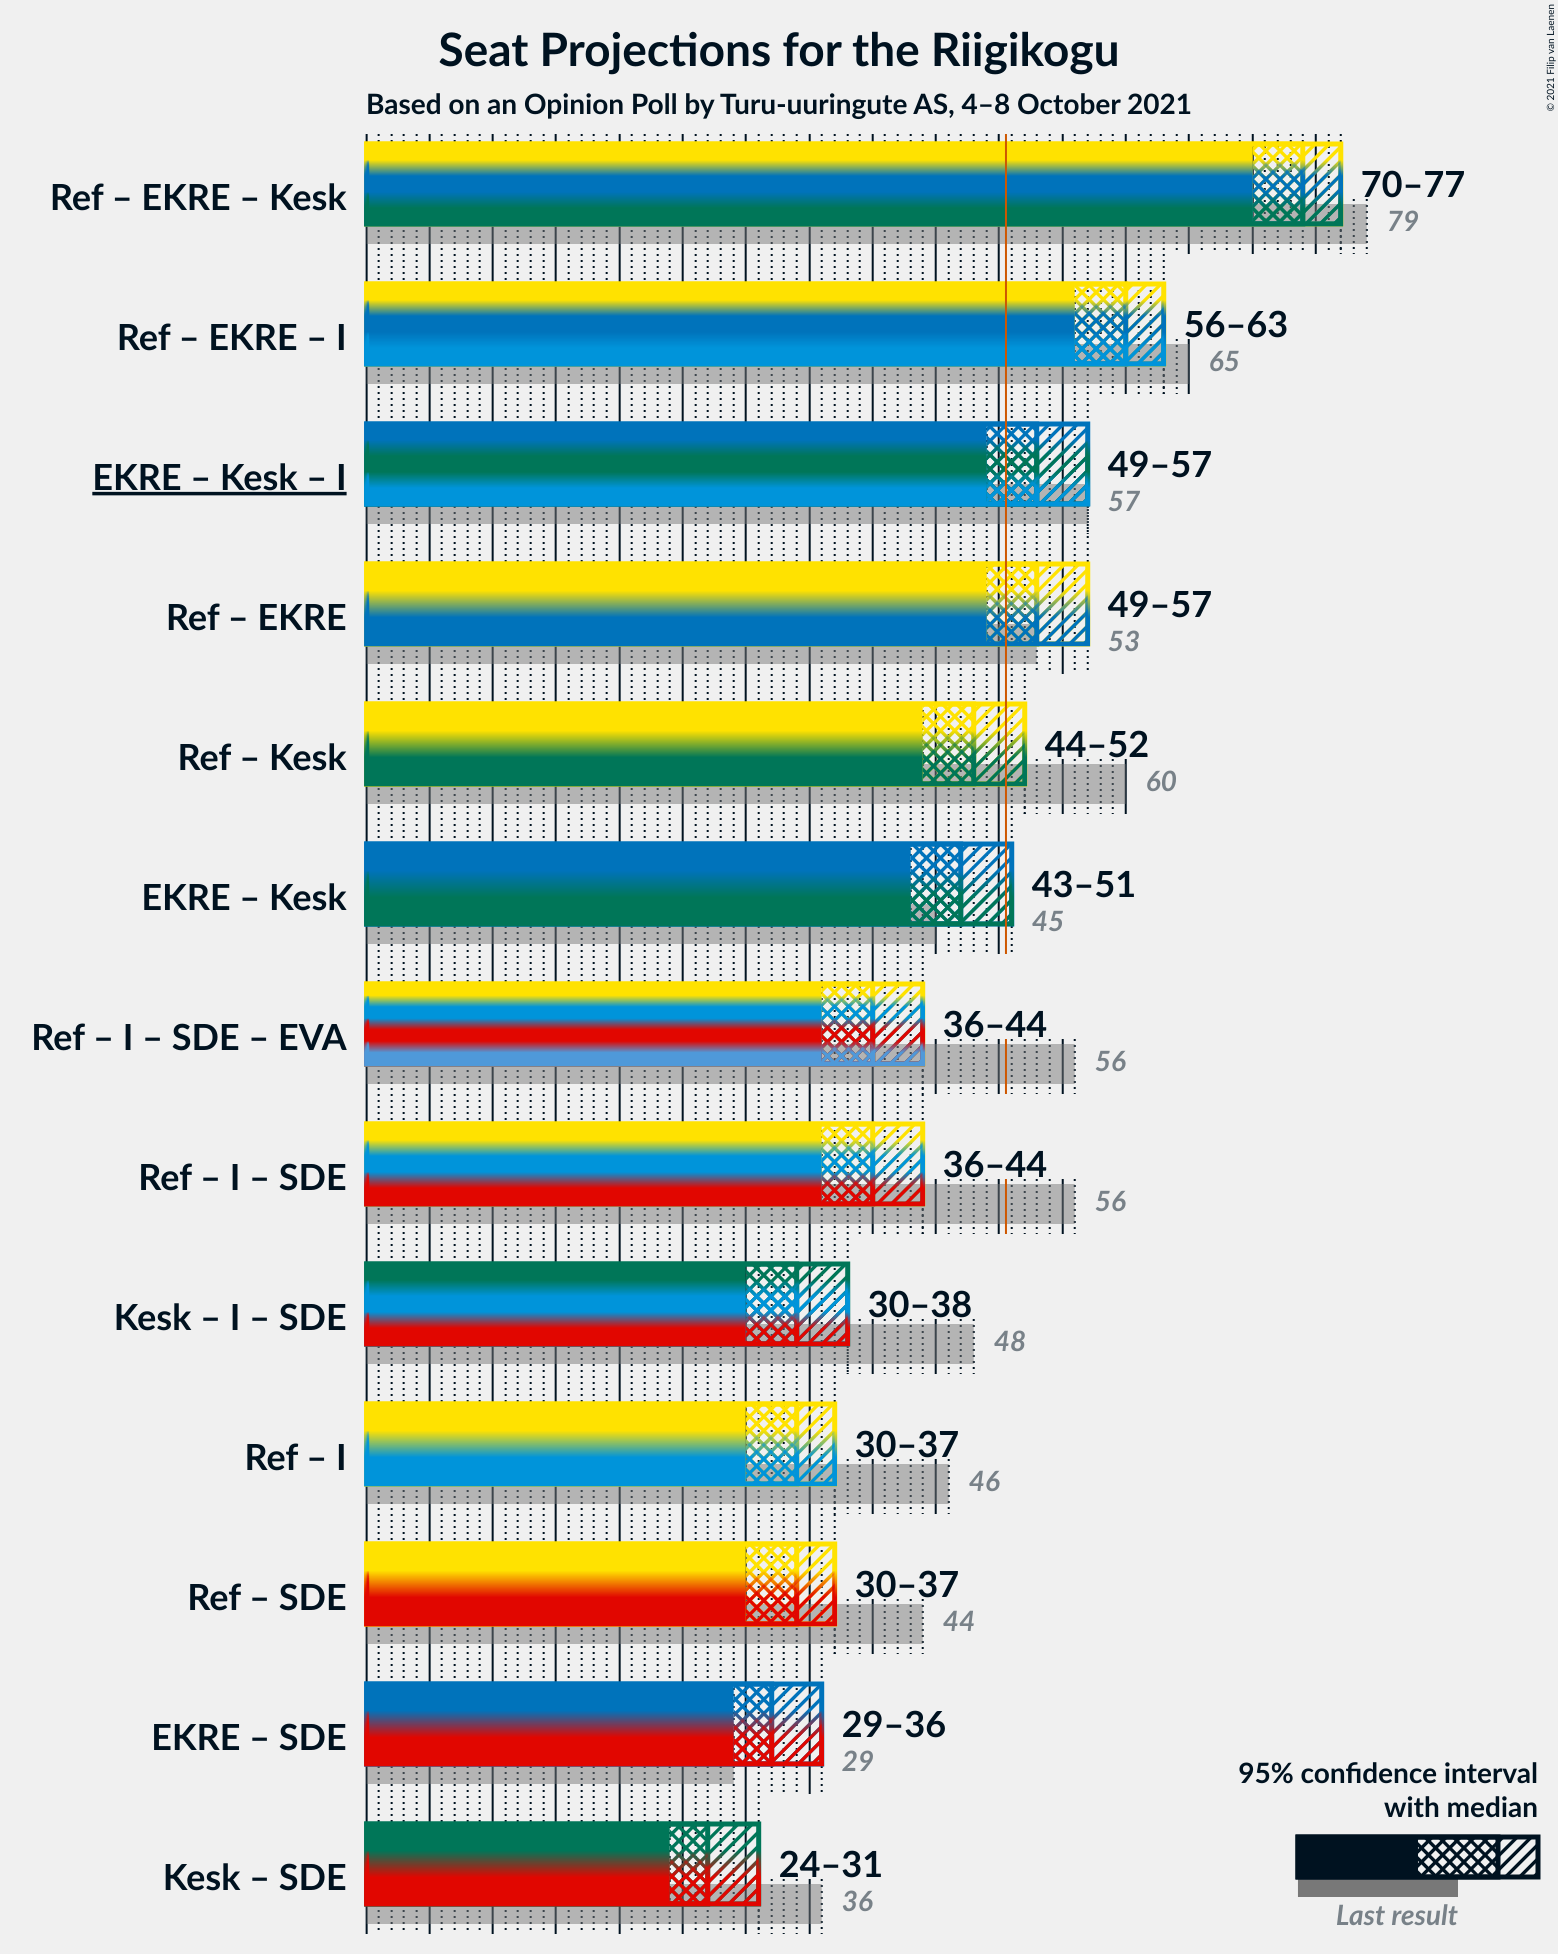 Seat Projections for the Riigikogu
Based on an Opinion Poll by Turu-uuringute AS, 4–8 October 2021
© 2021 Filip van Laenen
Ref – EKRE – Kesk
70–77
79
Ref – EKRE – I
56–63
65
EKRE – Kesk – I
49–57
57
Ref – EKRE
49–57
53
Ref – Kesk
44–52
60
EKRE – Kesk
43–51
45
Ref – I – SDE – EVA
36–44
56
Ref – I – SDE
36–44
56
Kesk – I – SDE
30–38
48
Ref – I
30–37
46
Ref – SDE
30–37
44
EKRE – SDE
29–36
29
Kesk – SDE
24–31
36
95% confidence interval
with median
Last result